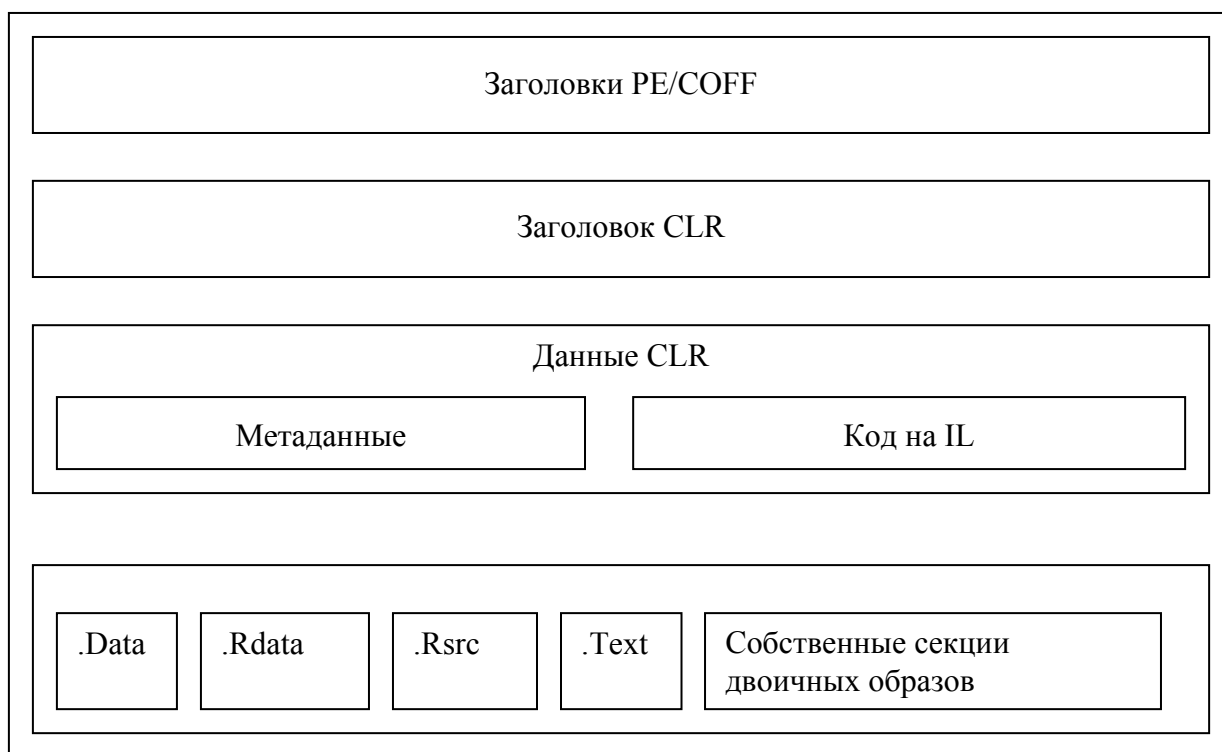 Заголовки PE/COFF
Заголовок CLR
Данные CLR
Метаданные
Код на IL
.Data
.Rdata
.Rsrc
.Text
Собственные секции
двоичных образов